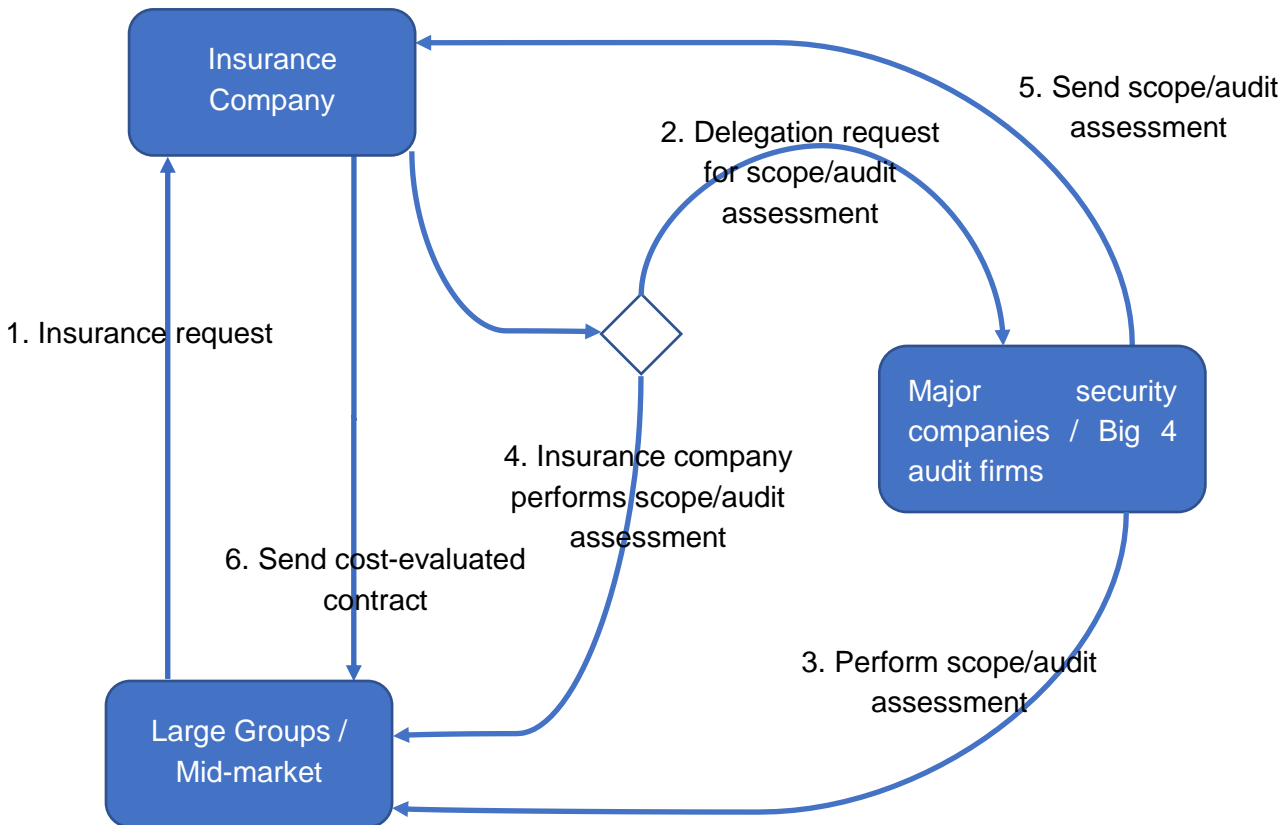 Insurance
Company
5. Send scope/audit
assessment
2. Delegation request
for scope/audit
assessment
1. Insurance request
Major security
companies / Big 4
audit firms
4. Insurance company
performs scope/audit
assessment
6. Send cost-evaluated
contract
3. Perform scope/audit
assessment
Large Groups /
Mid-market